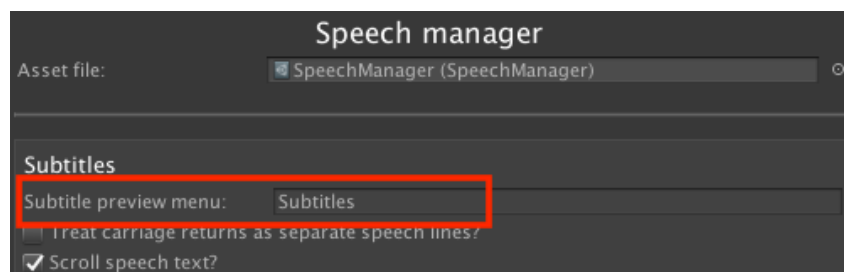 Speech manager
Asset file: SpeechManager (SpeechManager)
Subtitles
Subtitle preview menu: Subtitles
Treat carriage returns as separate speech lines?
Scroll speech text?